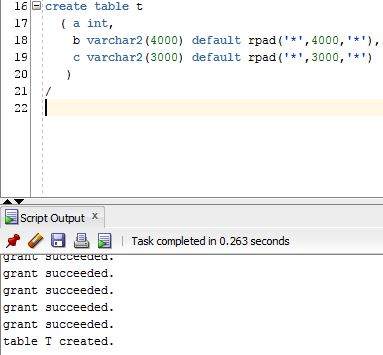 16 create table t
17 ( a int,
18 b varchar2(4000) default rpad('*',4000,'*'),
19 c varchar2(3000) default rpad('*',3000,'*')
20 )
21 /
22
Script Output x
Task completed in 0.263 seconds
grant succeeded.
grant succeeded.
grant succeeded.
grant succeeded.
grant succeeded.
table T created.